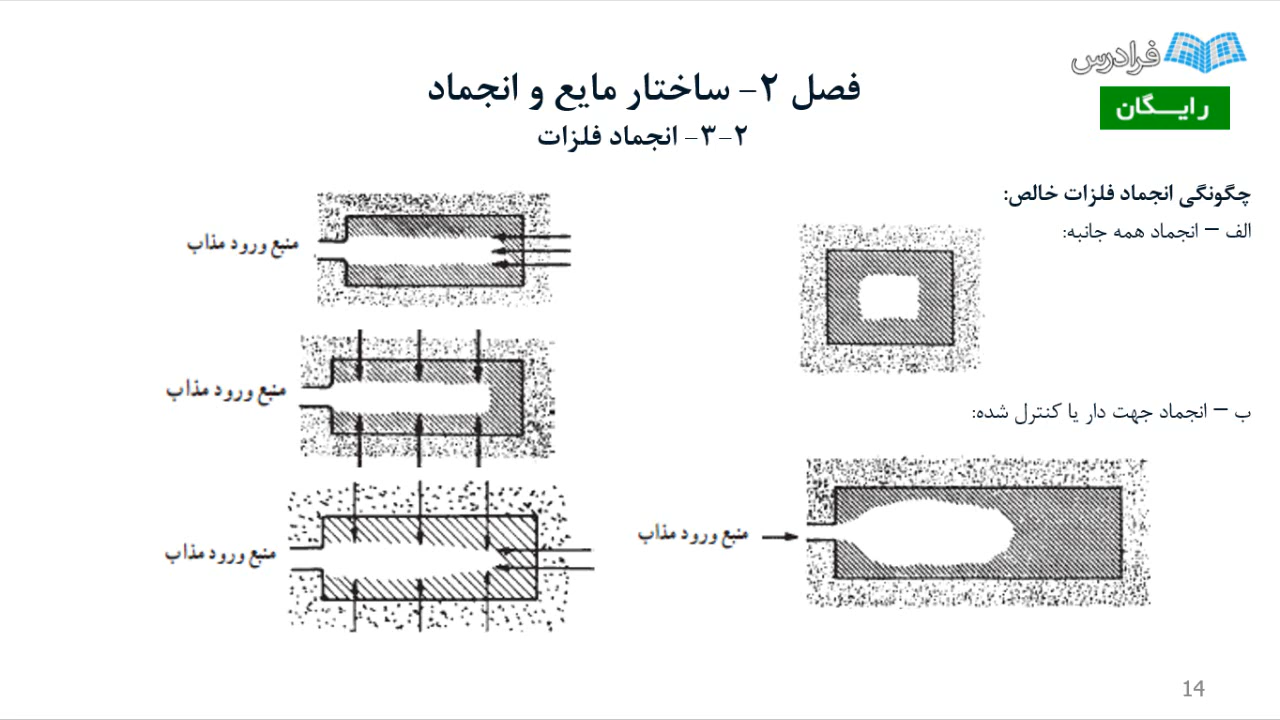 فرادرس
رایگان
فصل ۲- ساختار مایع و انجماد
۲-۳- انجماد فلزات
چگونگی انجماد فلزات خالص:
الف – انجماد همه جانبه:
ب – انجماد جهت دار یا کنترل شده:
منبع ورود مذاب
منبع ورود مذاب
منبع ورود مذاب
منبع ورود مذاب
14